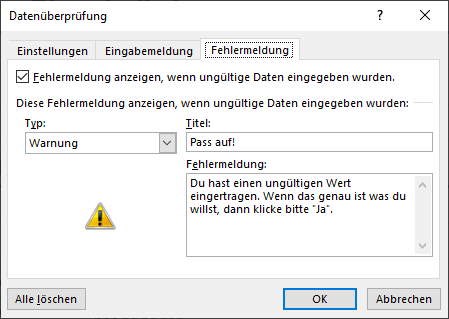 Datenüberprüfung ? ×
Einstellungen Eingabemeldung Fehlermeldung
Fehlermeldung anzeigen, wenn ungültige Daten eingegeben wurden.
Diese Fehlermeldung anzeigen, wenn ungültige Daten eingegeben wurden:
Typ: Titel:
Warnung Pass auf!
Fehlermeldung:
Du hast einen ungültigen Wert
eingertragen. Wenn das genau ist was du
willst, dann klicke bitte "Ja".
Alle löschen OK Abbrechen